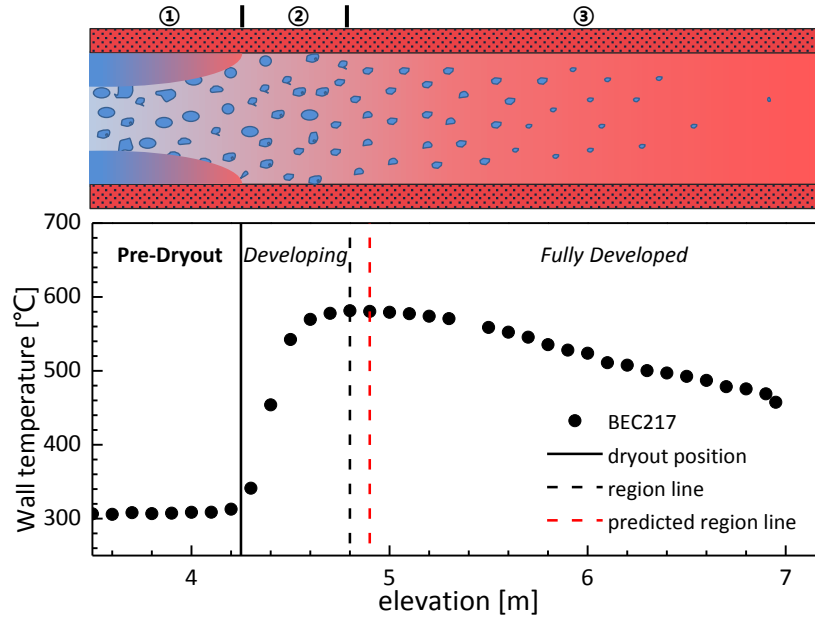 ① ② ③
700
600
500
400
300
Wall temperature [℃]
Pre-Dryout Developing Fully Developed
BEC217
dryout position
region line
predicted region line
4 5 6 7
elevation [m]